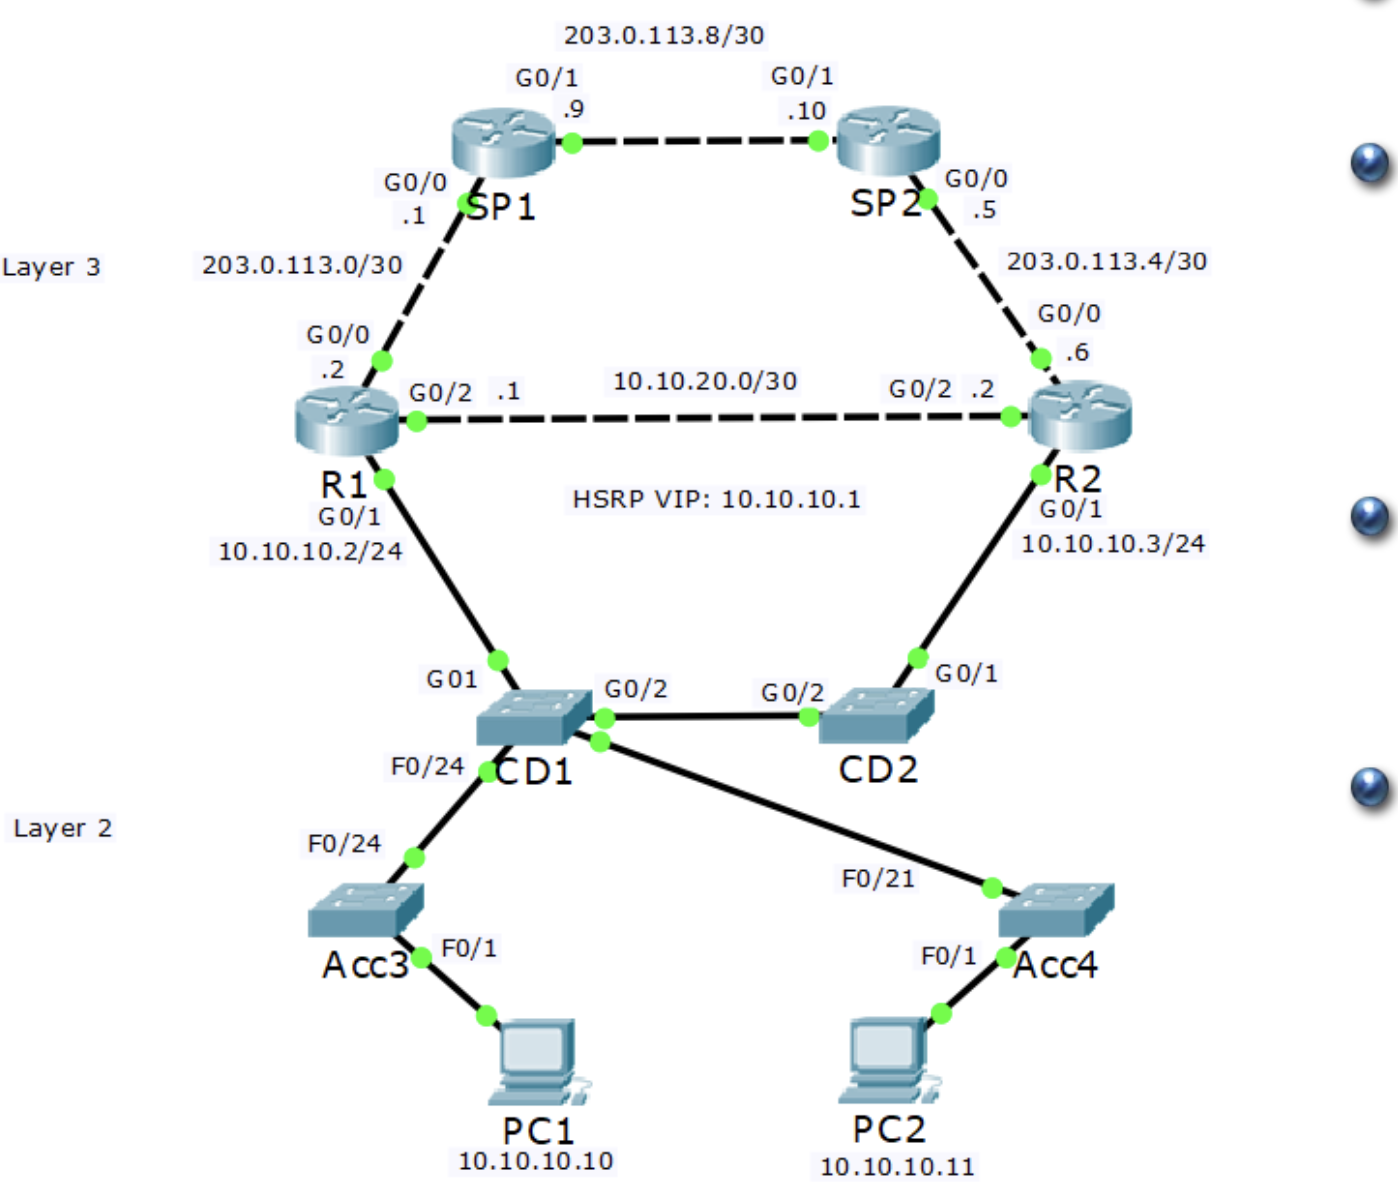 203.0.113.8/30
G0/1
.9
G0/1
.10
SP1
SP2
G0/0
.1
G0/0
.5
Layer 3
203.0.113.0/30
203.0.113.4/30
G0/0
.2
G0/0
.6
G0/2 .1
10.10.20.0/30
G0/2 .2
R1
G0/1
10.10.10.2/24
HSRP VIP: 10.10.10.1
R2
G0/1
10.10.10.3/24
G01
G0/2
G0/2
G0/1
F0/24
CD1
CD2
Layer 2
F0/24
F0/21
Acc3
F0/1
F0/1
Acc4
PC1
10.10.10.10
PC2
10.10.10.11